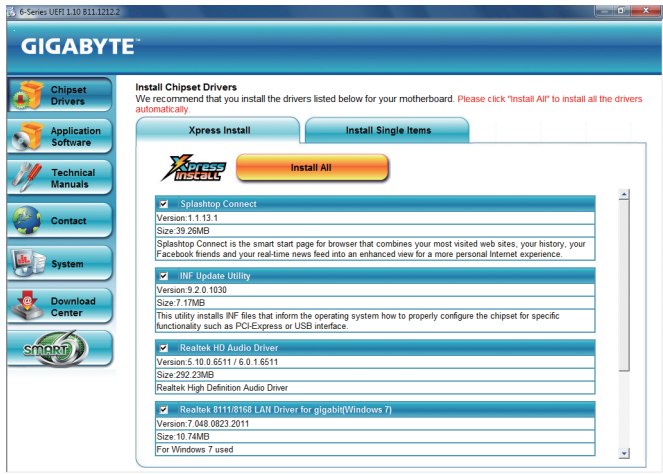 6-Series UEFI 1.10 B11.1212.2
GIGABYTE™
Chipset
Drivers
Application
Software
Technical
Manuals
Contact
System
Download
Center
SMART6
Install Chipset Drivers
We recommend that you install the drivers listed below for your motherboard. Please click "Install All" to install all the drivers
automatically.
Xpress Install
Install Single Items
Xpress
Install
Install All
Splashtop Connect
Version:1.1.13.1
Size:39.26MB
Splashtop Connect is the smart start page for browser that combines your most visited web sites, your history, your
Facebook friends and your real-time news feed into an enhanced view for a more personal Internet experience.
INF Update Utility
Version:9.2.0.1030
Size:7.17MB
This utility installs INF files that inform the operating system how to properly configure the chipset for specific
functionality such as PCI-Express or USB interface.
Realtek HD Audio Driver
Version:5.10.0.6511 / 6.0.1.6511
Size:292.23MB
Realtek High Definition Audio Driver
Realtek 8111/8168 LAN Driver for gigabit(Windows 7)
Version:7.048.0823.2011
Size:10.74MB
For Windows 7 used